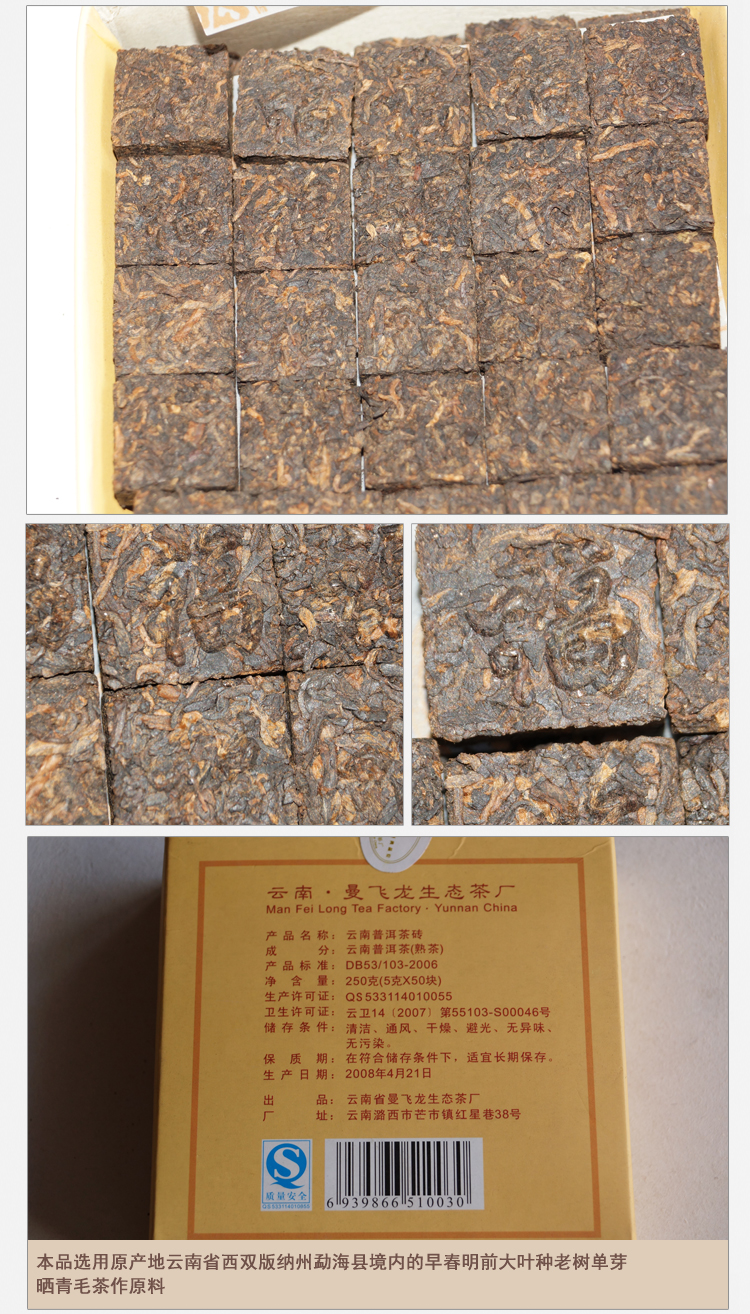 福
福
云南·曼飞龙生态茶厂
Man Fei Long Tea Factory · Yunnan China
产品名称：云南普洱茶砖
成 分：云南普洱茶(熟茶)
产品标准：DB53/103-2006
净 含 量：250克(5克X50块)
生产许可证：QS533114010055
卫生许可证：云卫14〔2007〕第55103-S00046号
储存条件：清洁、通风、干燥、避光、无异味、
无污染。
保 质 期：在符合储存条件下，适宜长期保存。
生产日期：2008年4月21日
出 品：云南省曼飞龙生态茶厂
厂 址：云南潞西市芒市镇红星巷38号
质量安全
QS 533114010055
6 939866 510030
本品选用原产地云南省西双版纳州勐海县境内的早春明前大叶种老树单芽
晒青毛茶作原料